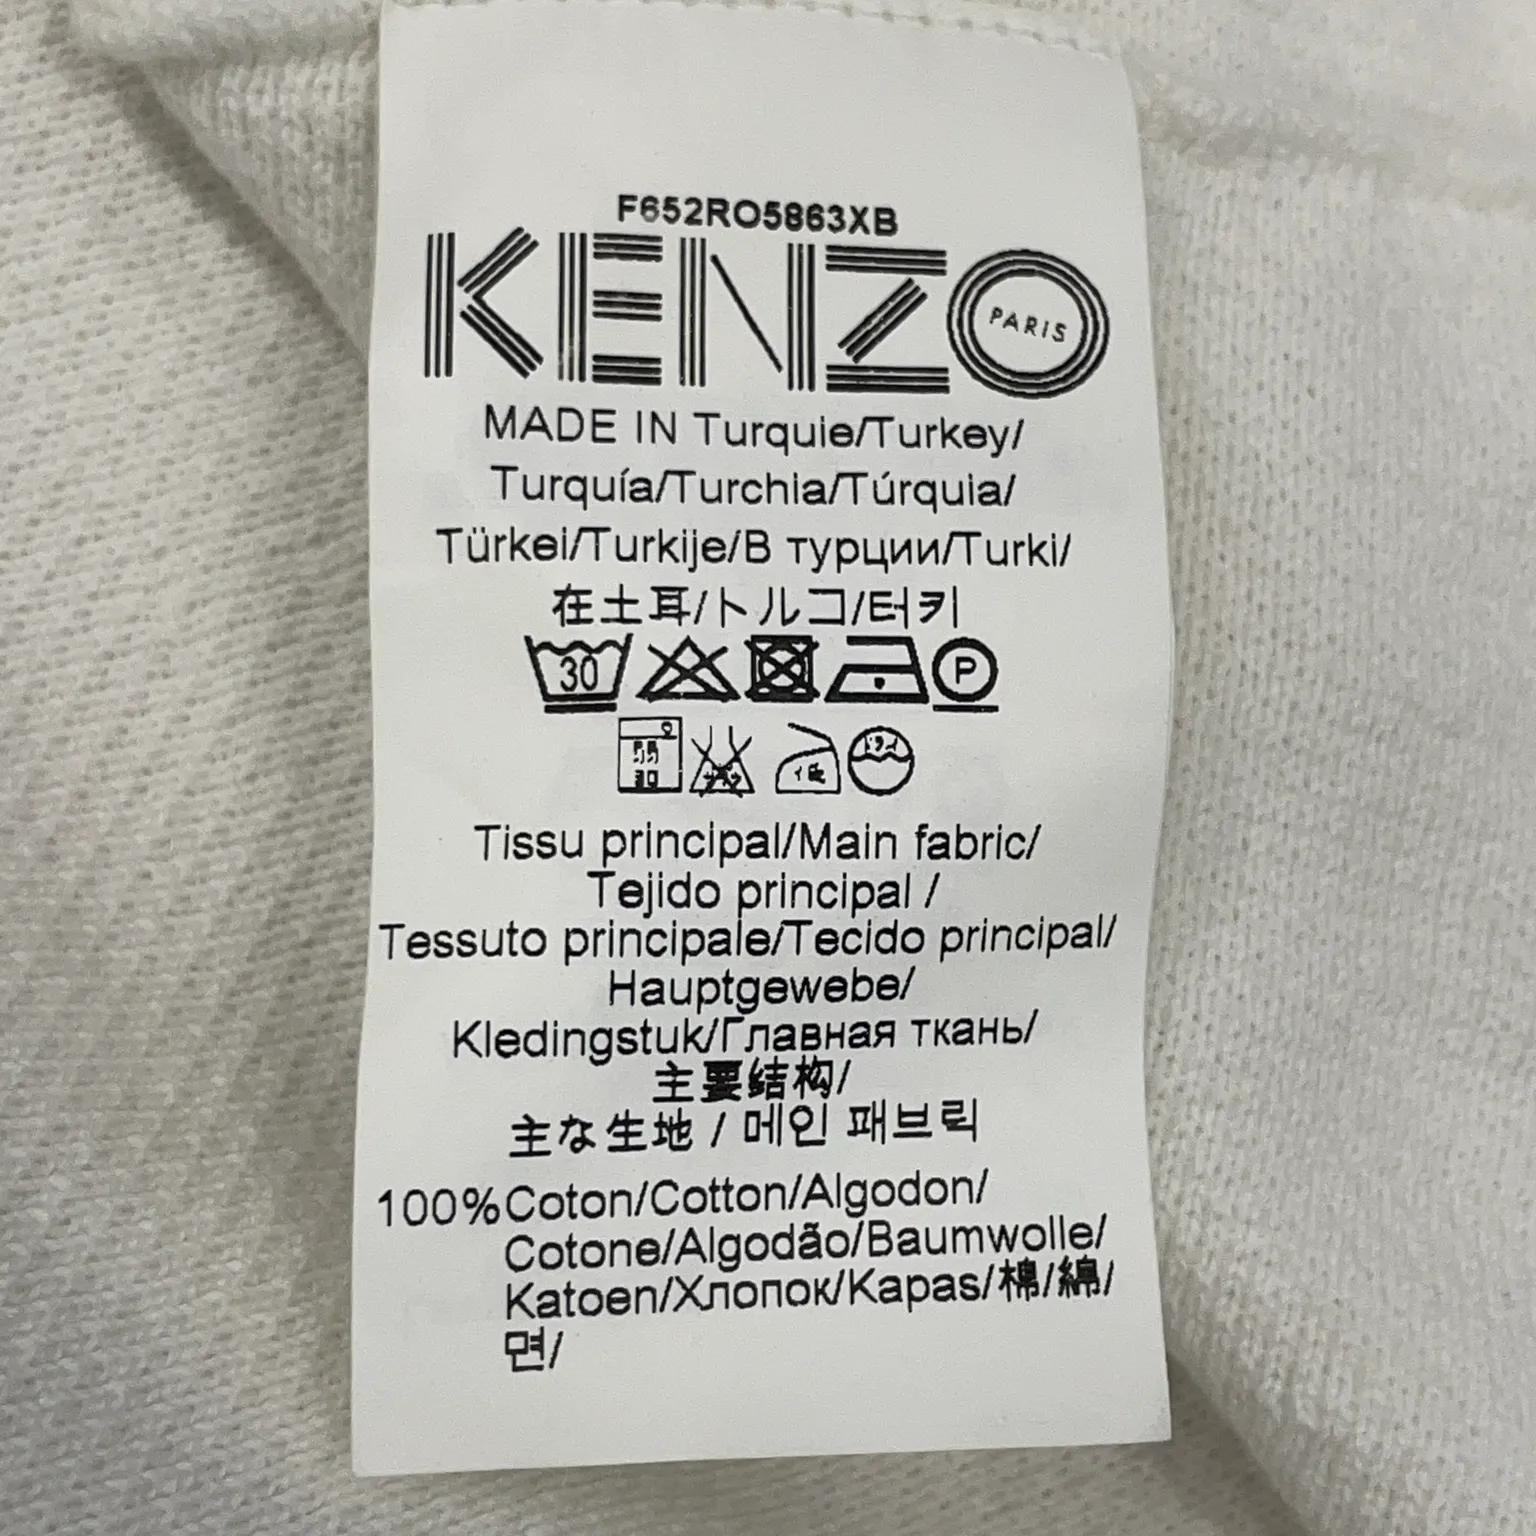 F652RO5863XB
KENZO PARIS
MADE IN Turquie/Turkey/
Turquía/Turchia/Túrquia/
Türkei/Turkije/В турции/Turki/
在土耳/トルコ/터키
30 P
30
Tissu principal/Main fabric/
Tejido principal /
Tessuto principale/Tecido principal/
Hauptgewebe/
Kledingstuk/Главная ткань/
主要结构/
主な生地 / 메인 패브릭
100%Coton/Cotton/Algodon/
Cotone/Algodão/Baumwolle/
Katoen/Хлопок/Kapas/棉/綿/
면/